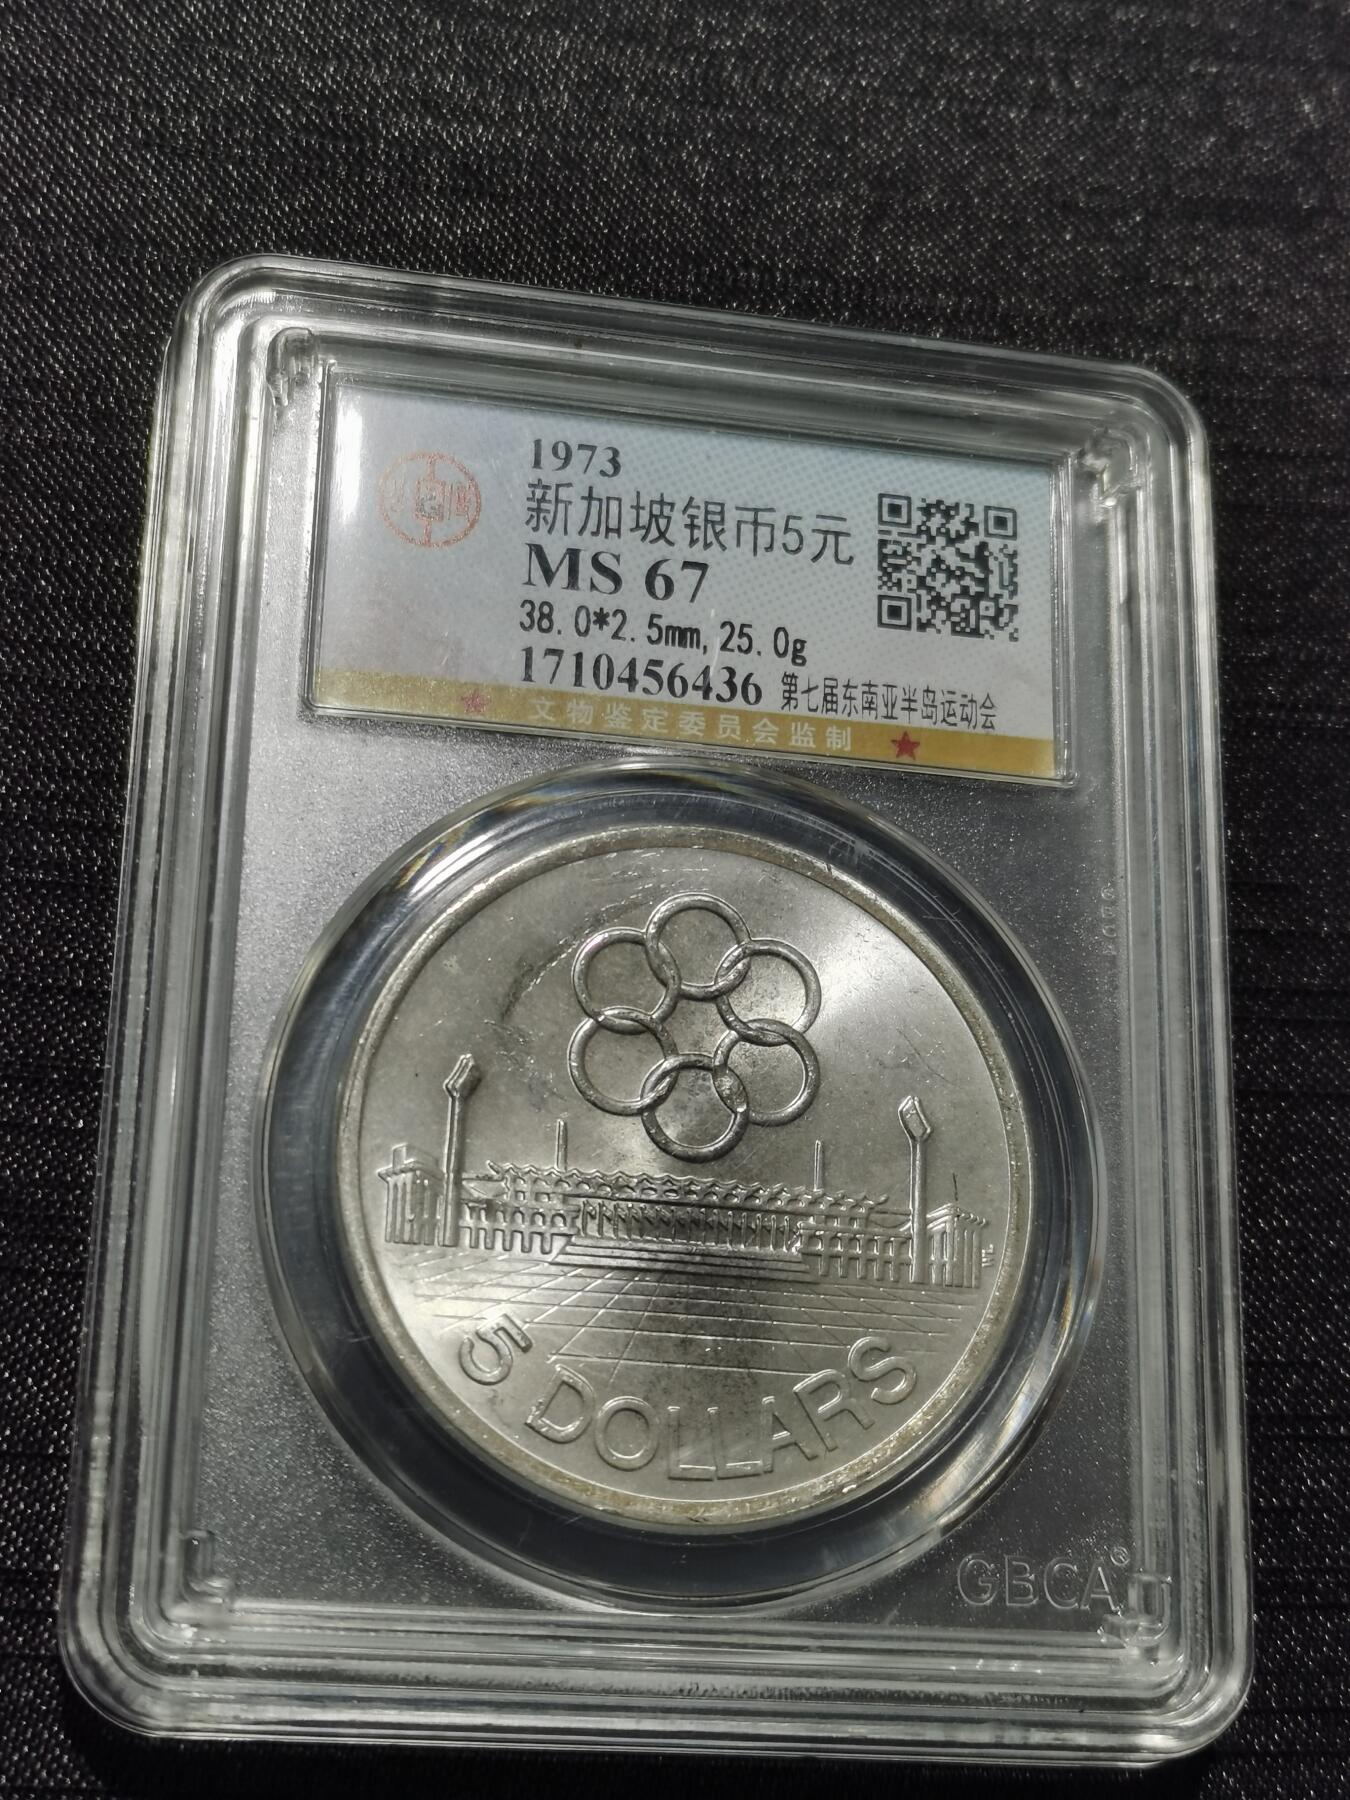 1973
新加坡银币5元
MS 67
38.0*2.5mm,25.0g
1710456436 第七届东南亚半岛运动会
文物鉴定委员会监制
5 DOLLARS
GBCA®